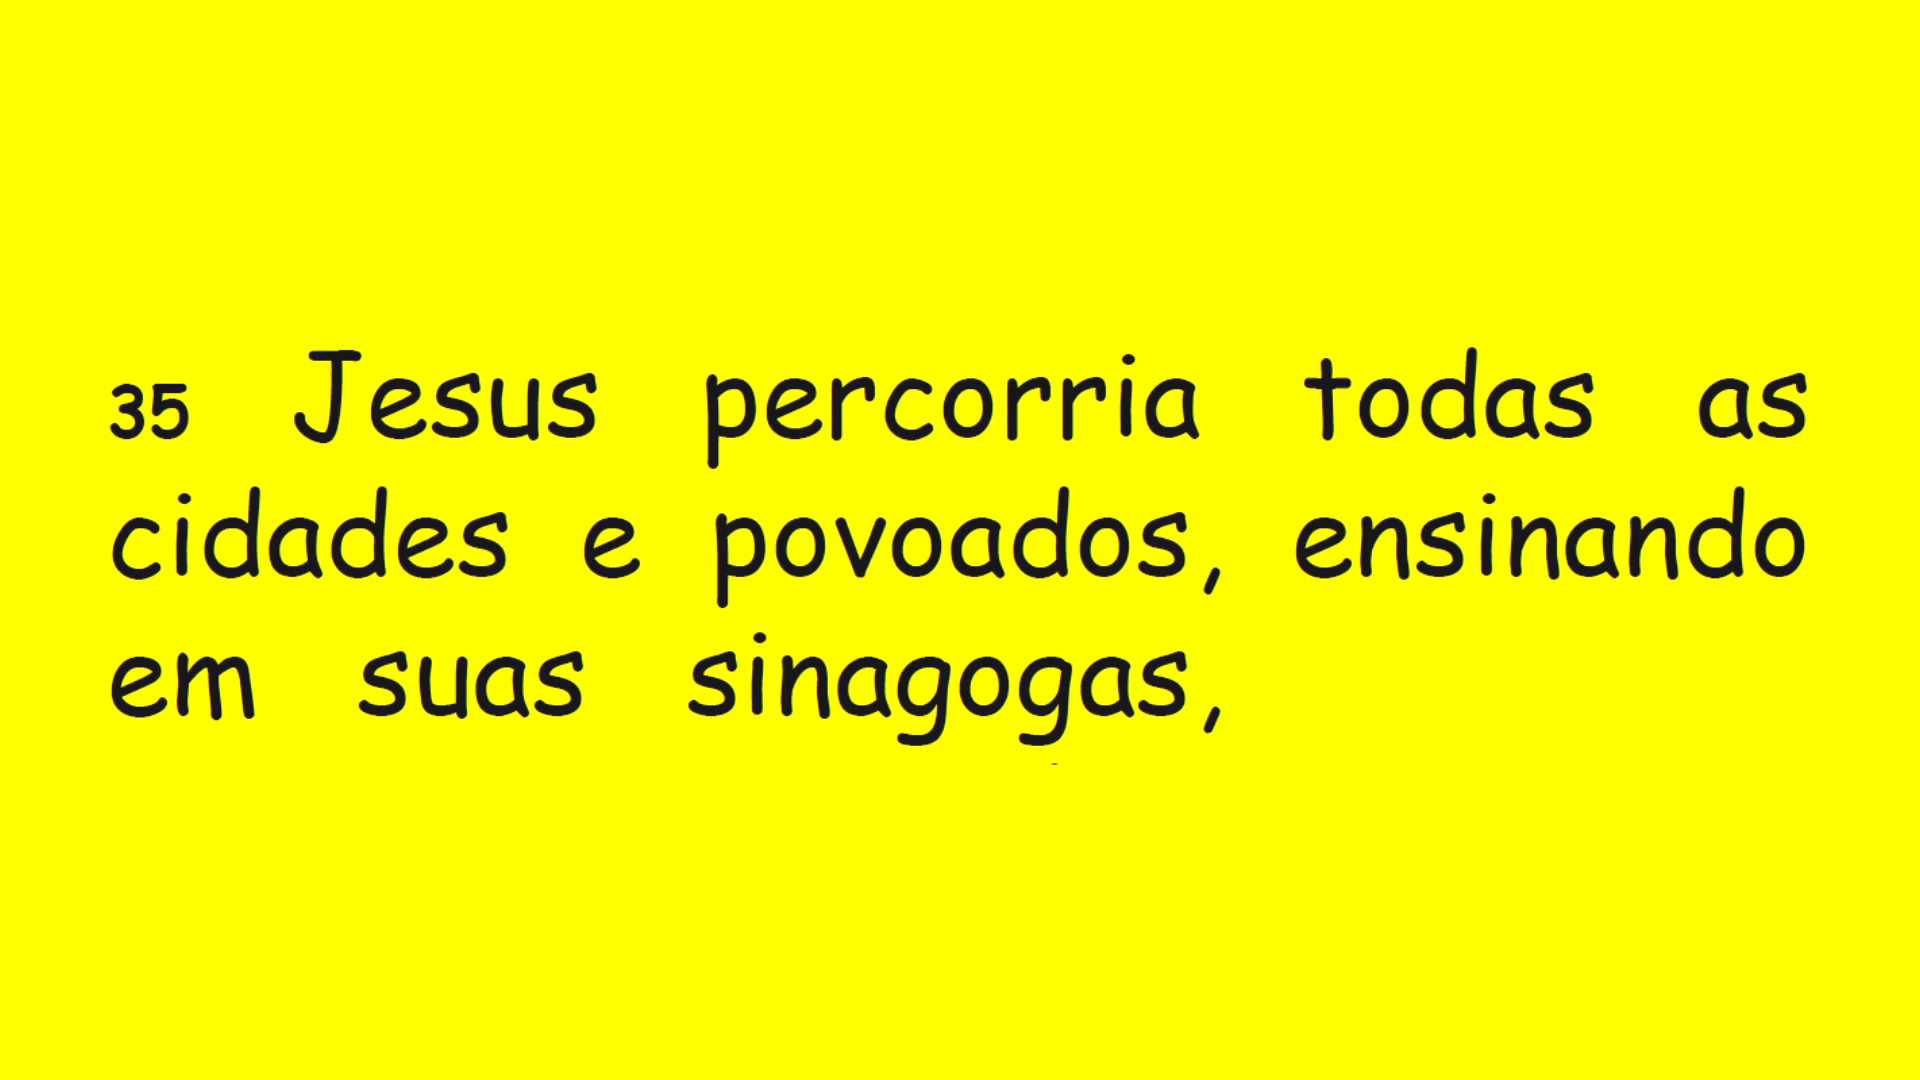 35 Jesus percorria todas as
cidades e povoados, ensinando
em suas sinagogas,